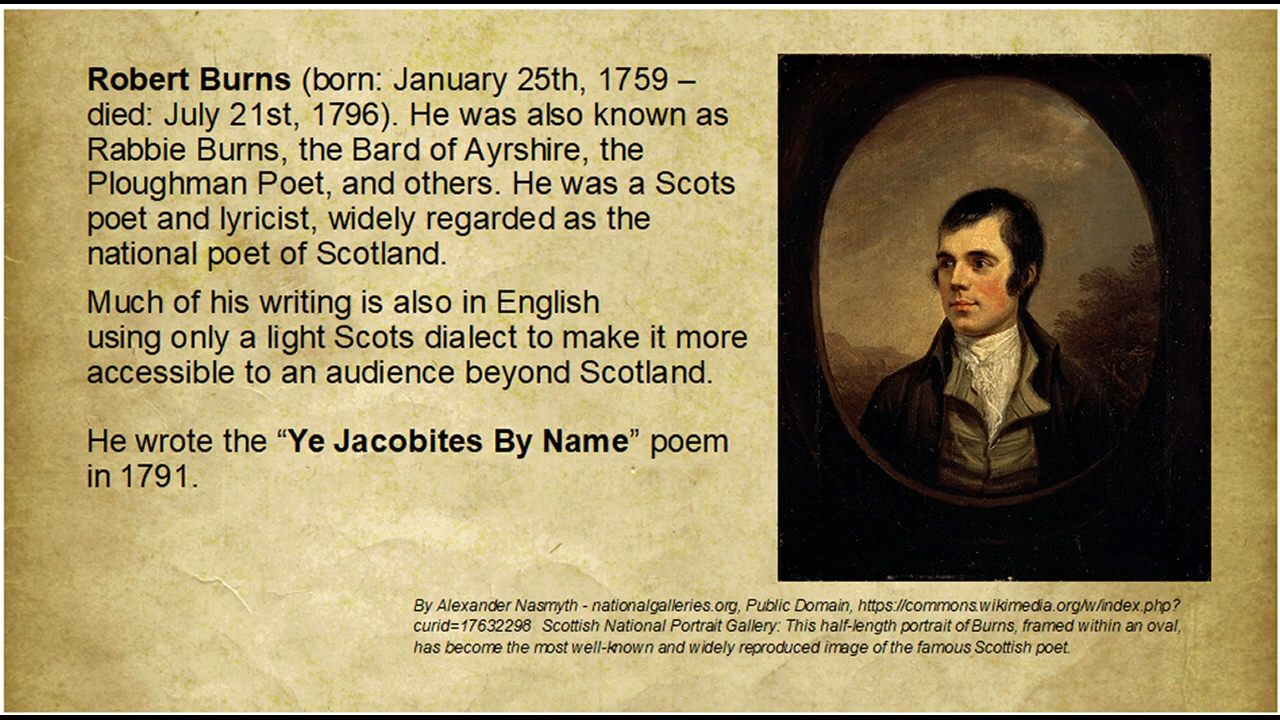 Robert Burns (born: January 25th, 1759 –
died: July 21st, 1796). He was also known as
Rabbie Burns, the Bard of Ayrshire, the
Ploughman Poet, and others. He was a Scots
poet and lyricist, widely regarded as the
national poet of Scotland.
Much of his writing is also in English
using only a light Scots dialect to make it more
accessible to an audience beyond Scotland.
He wrote the “Ye Jacobites By Name” poem
in 1791.
By Alexander Nasmyth - nationalgalleries.org, Public Domain, https://commons.wikimedia.org/w/index.php?
curid=17632298 Scottish National Portrait Gallery: This half-length portrait of Burns, framed within an oval,
has become the most well-known and widely reproduced image of the famous Scottish poet.